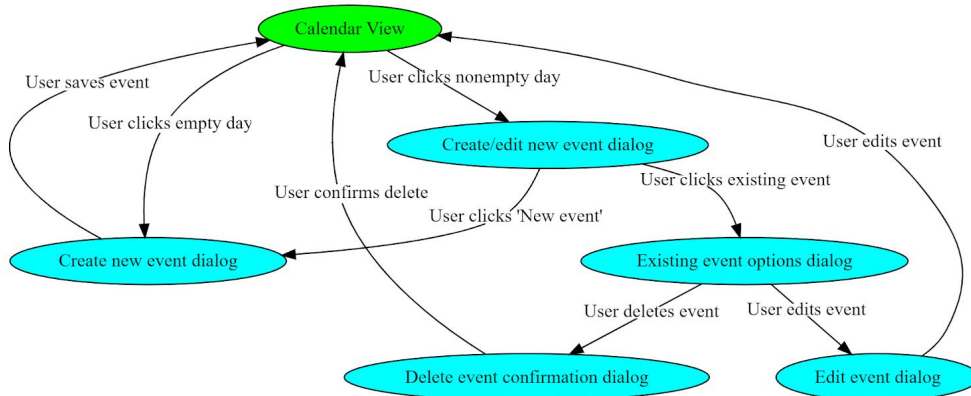 Calendar View
User saves event
User clicks nonempty day
User clicks empty day
User edits event
Create/edit new event dialog
User confirms delete
User clicks existing event
User clicks 'New event'
Create new event dialog
Existing event options dialog
User deletes event
User edits event
Delete event confirmation dialog
Edit event dialog